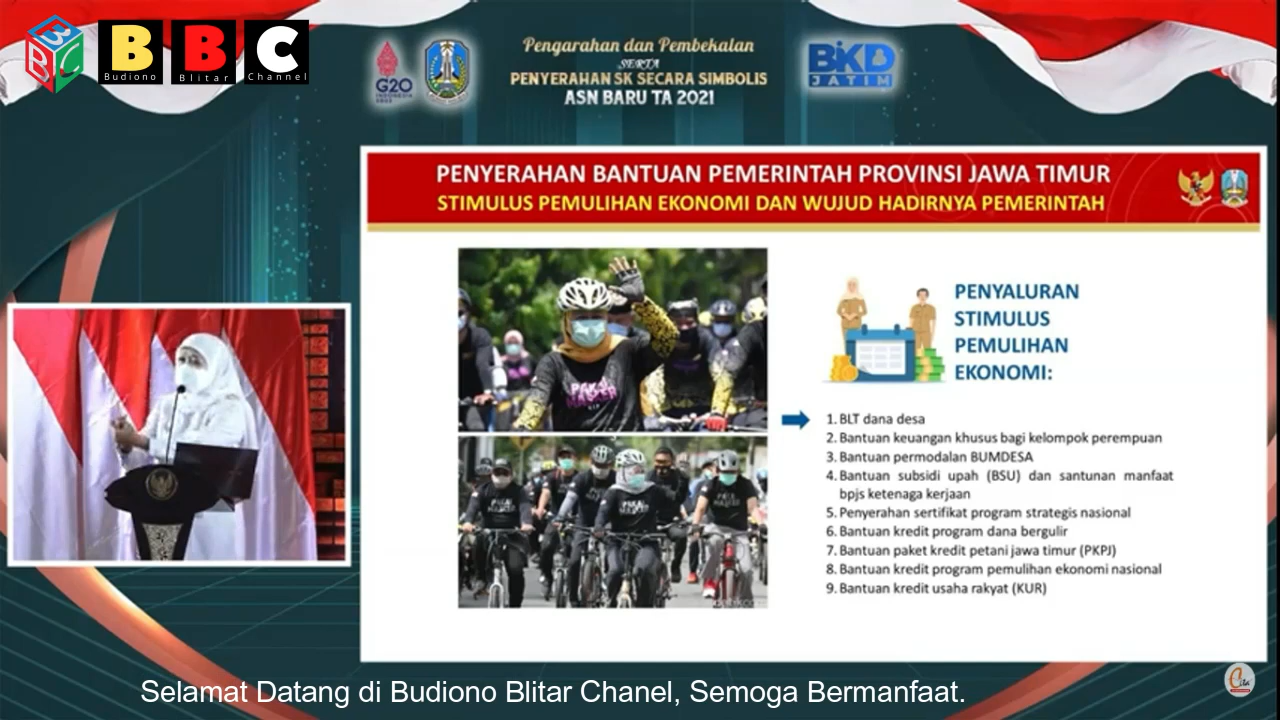 B B C
Budiono Blitar Channel
G20
INDONESIA
Pengarahan dan Pembekalan
SERTA
PENYERAHAN SK SECARA SIMBOLIS
ASN BARU TA 2021
BKD
JATIM
PENYERAHAN BANTUAN PEMERINTAH PROVINSI JAWA TIMUR
STIMULUS PEMULIHAN EKONOMI DAN WUJUD HADIRNYA PEMERINTAH
PAKAI
MASKER
PENYALURAN
STIMULUS
PEMULIHAN
EKONOMI:
1. BLT dana desa
2. Bantuan keuangan khusus bagi kelompok perempuan
3. Bantuan permodalan BUMDESA
4. Bantuan subsidi upah (BSU) dan santunan manfaat
bpjs ketenaga kerjaan
5. Penyerahan sertifikat program strategis nasional
6. Bantuan kredit program dana bergulir
7. Bantuan paket kredit petani jawa timur (PKPJ)
8. Bantuan kredit program pemulihan ekonomi nasional
9. Bantuan kredit usaha rakyat (KUR)
Selamat Datang di Budiono Blitar Chanel, Semoga Bermanfaat.